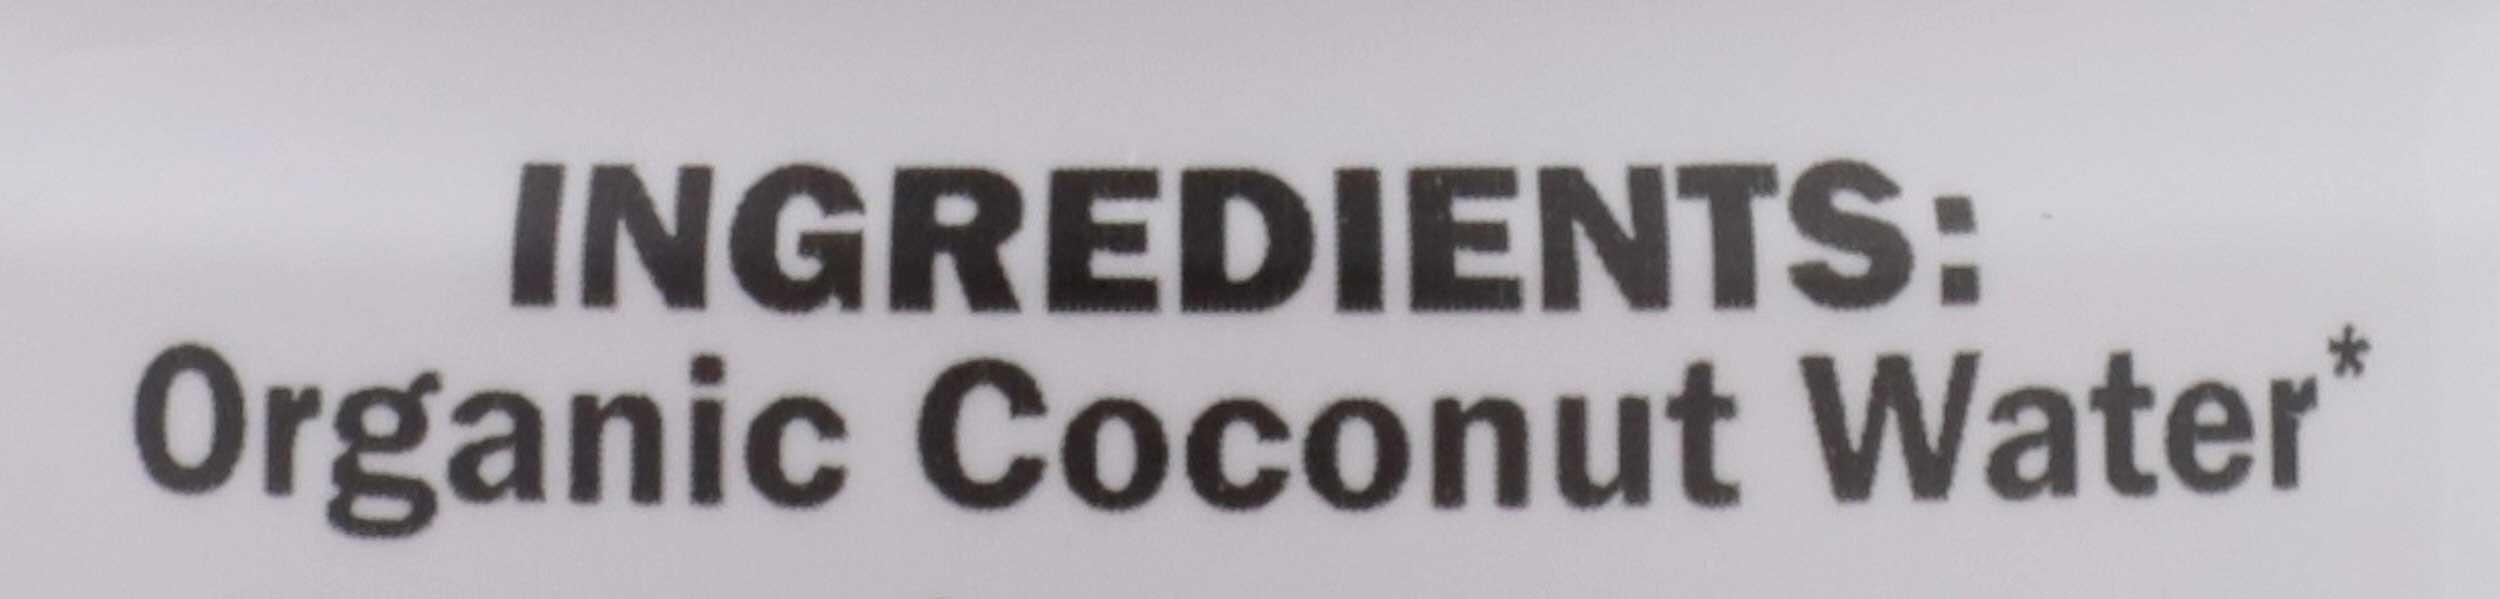 INGREDIENTS:
Organic Coconut Water*